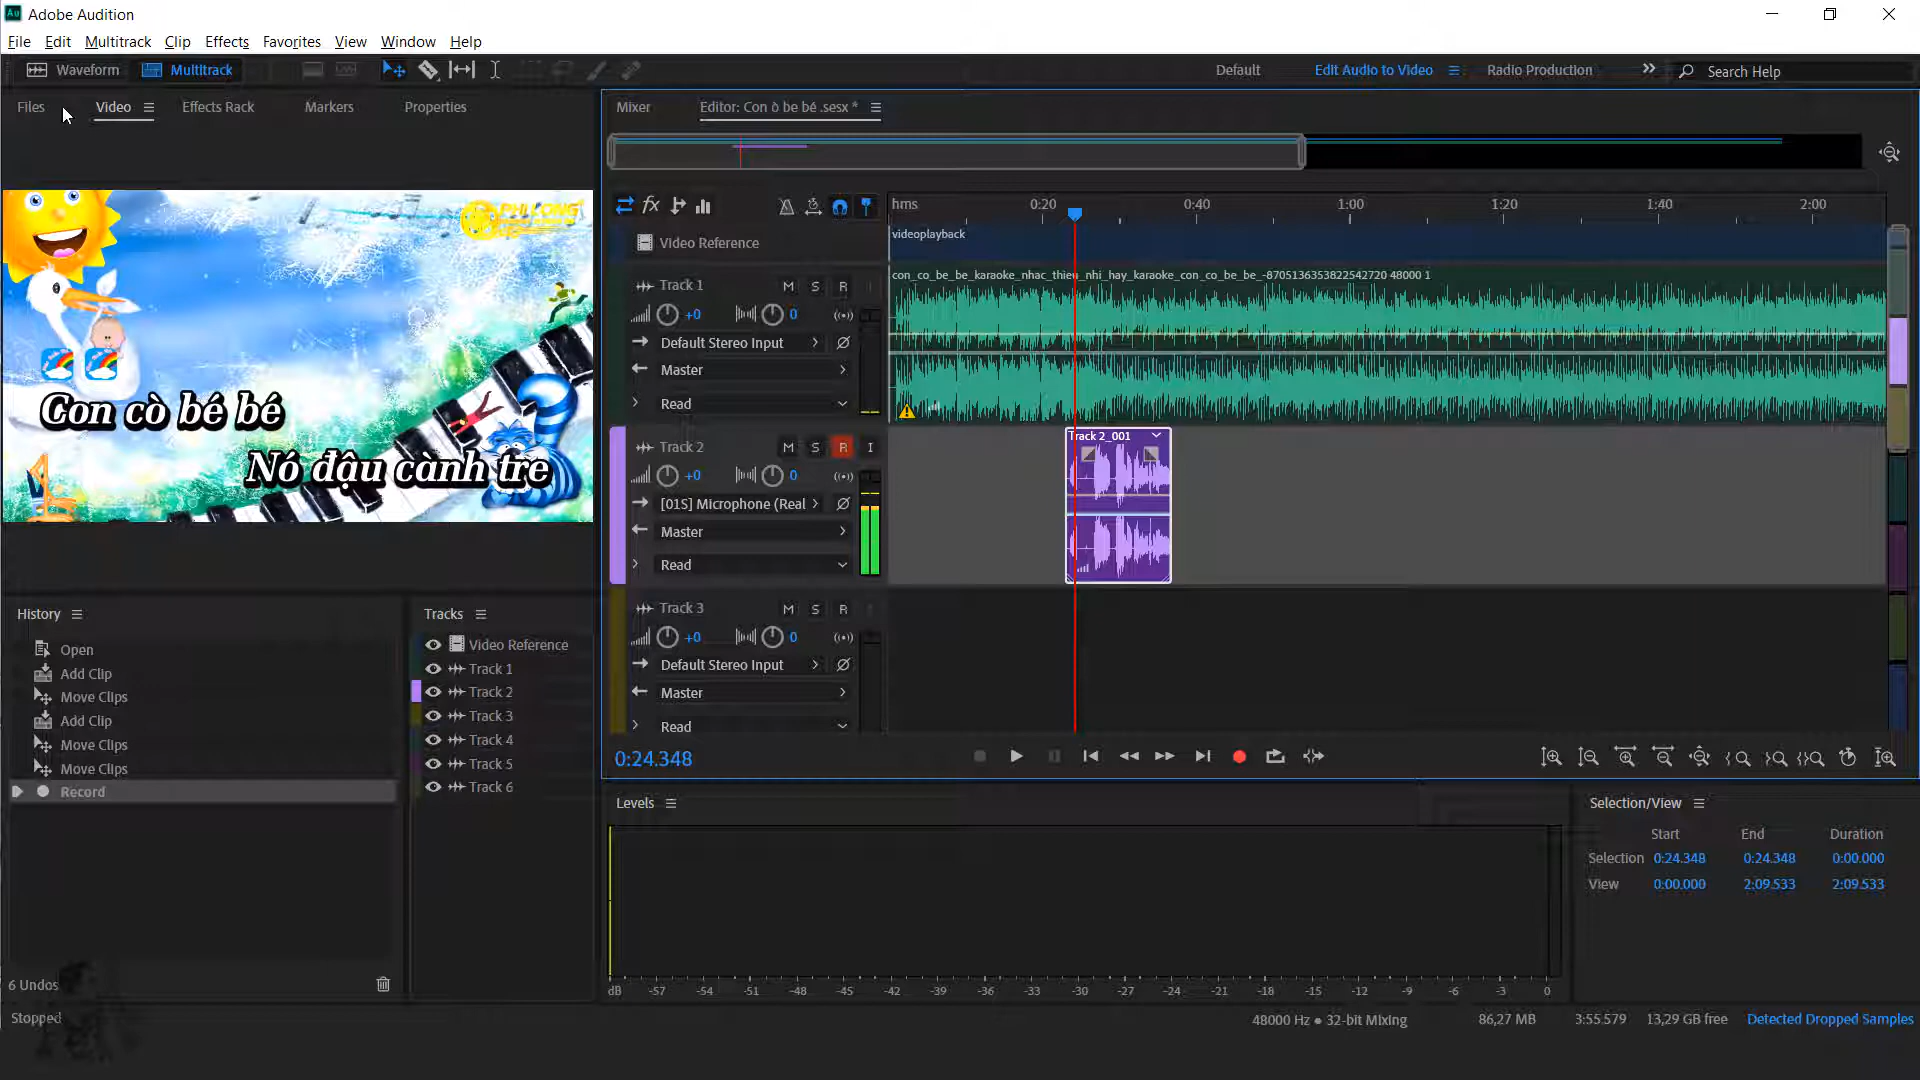 Au Adobe Audition
File Edit Multitrack Clip Effects Favorites View Window Help
Waveform Multitrack Default Edit Audio to Video Radio Production Search Help
Files Video Effects Rack Markers Properties
Mixer Editor: Con ò be bé .sesx *
PHI LONG
Con cò bé bé
Nó đậu cành tre
hms 0:20 0:40 1:00 1:20 1:40 2:00
fx
Video Reference
videoplayback
Track 1 M S R I
con_co_be_be_karaoke_nhac_thieu_nhi_hay_karaoke_con_co_be_be_-8705136353822542720 48000 1
+0 0
Default Stereo Input
Master
Read
Track 2 M S R I
Track 2_001
+0 0
[01S] Microphone (Real
Master
Read
Track 3 M S R
+0 0
Default Stereo Input
Master
Read
0:24.348
History
Open
Add Clip
Move Clips
Add Clip
Move Clips
Move Clips
Record
6 Undos
Stopped
Tracks
Video Reference
Track 1
Track 2
Track 3
Track 4
Track 5
Track 6
Levels
dB -57 -54 -51 -48 -45 -42 -39 -36 -33 -30 -27 -24 -21 -18 -15 -12 -9 -6 -3 0
Selection/View
Start End Duration
Selection 0:24.348 0:24.348 0:00.000
View 0:00.000 2:09.533 2:09.533
48000 Hz ● 32-bit Mixing 86,27 MB 3:55.579 13,29 GB free Detected Dropped Samples